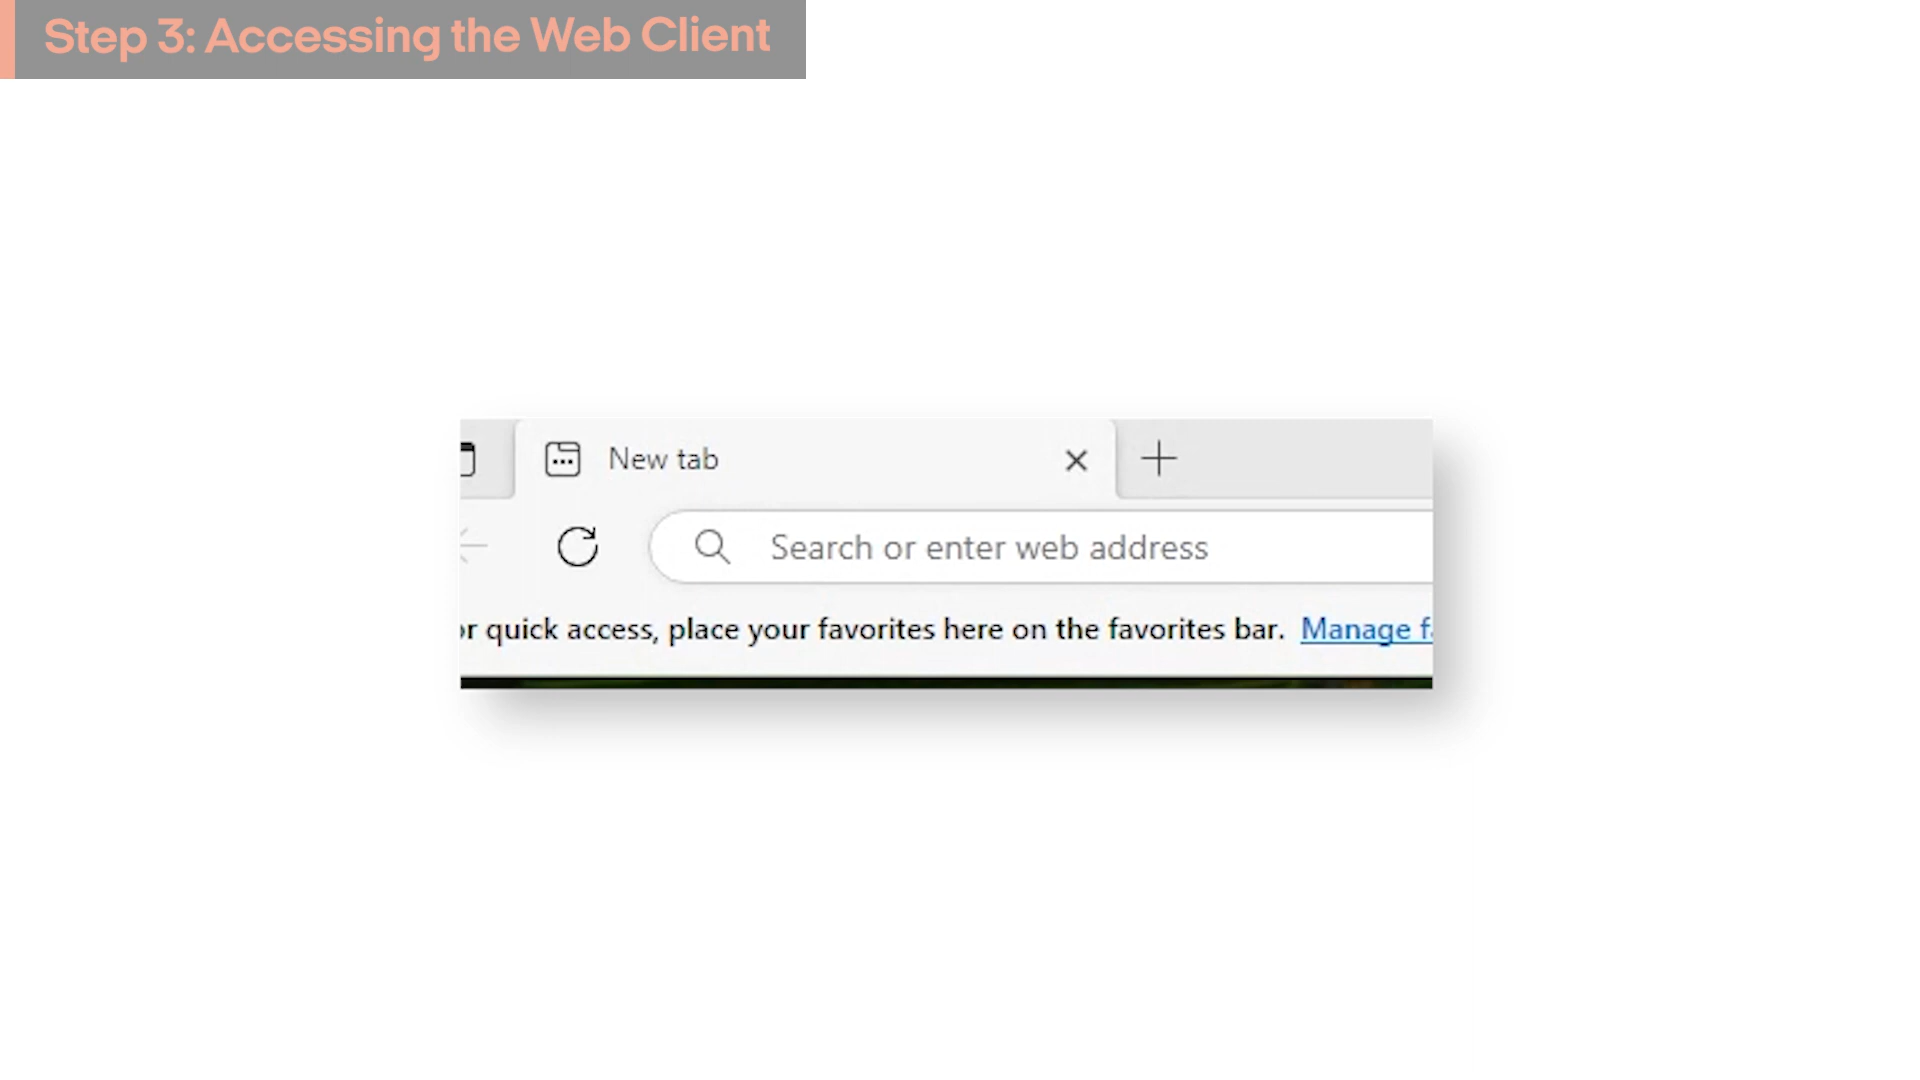 Step 3: Accessing the Web Client
New tab
Search or enter web address
quick access, place your favorites here on the favorites bar. Manage